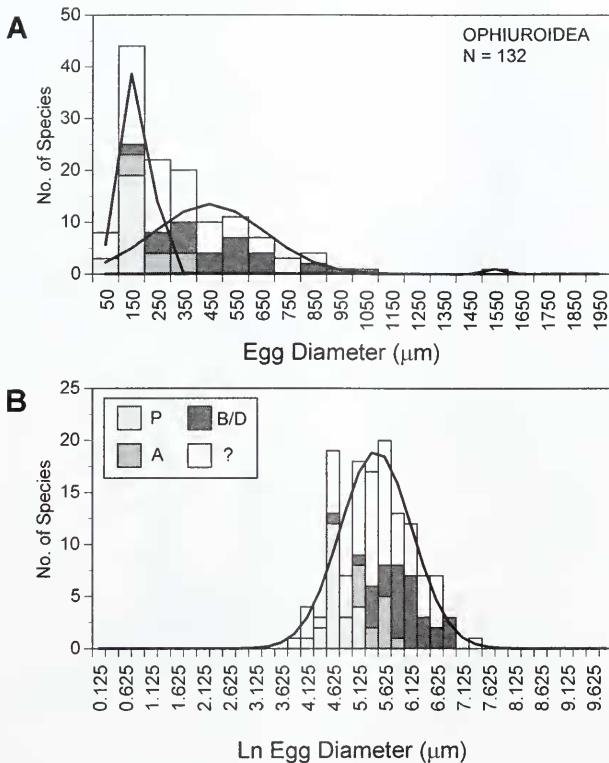 A
OPHIUROIDEA
N = 132
No. of Species
50
40
30
20
10
0
50 150 250 350 450 550 650 750 850 950 1050 1150 1250 1350 1450 1550 1650 1750 1850 1950
Egg Diameter (μm)
B
P B/D
A ?
No. of Species
25
20
15
10
5
0
0.125 0.625 1.125 1.625 2.125 2.625 3.125 3.625 4.125 4.625 5.125 5.625 6.125 6.625 7.125 7.625 8.125 8.625 9.125 9.625
Ln Egg Diameter (μm)